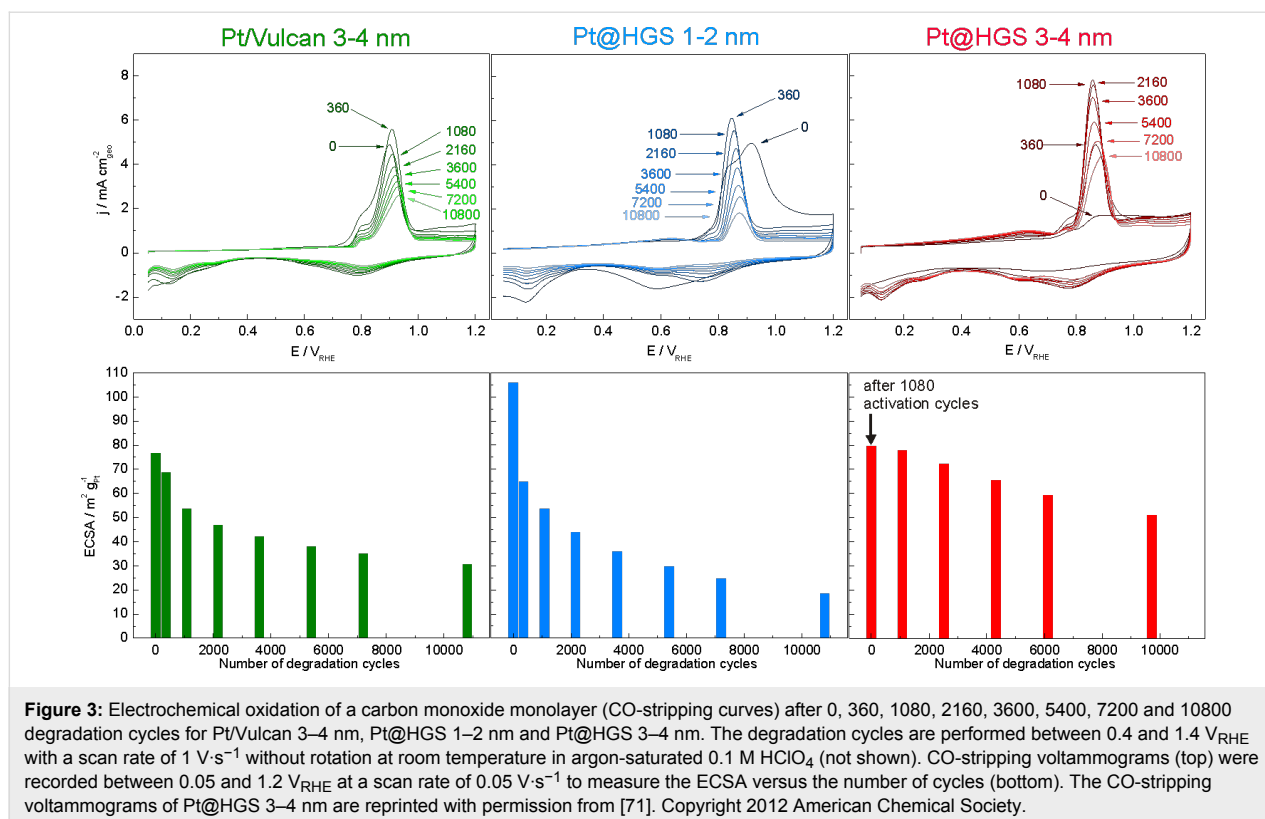 Pt/Vulcan 3-4 nm
Pt@HGS 1-2 nm
Pt@HGS 3-4 nm
j / mA cm⁻²geo
8
6
4
2
0
-2
360
0
1080
2160
3600
5400
7200
10800
0.0 0.2 0.4 0.6 0.8 1.0 1.2
E / VRHE
360
0
1080
2160
3600
5400
7200
10800
0.4 0.6 0.8 1.0 1.2
0.2
E / VRHE
1080
2160
3600
5400
7200
10800
360
0
0.2 0.4 0.6 0.8 1.0 1.2
E / VRHE
ECSA / m² g⁻¹Pt
110
100
90
80
70
60
50
40
30
20
10
0
0 2000 4000 6000 8000 10000
Number of degradation cycles
0 2000 4000 6000 8000 10000
Number of degradation cycles
after 1080
activation cycles
0 2000 4000 6000 8000 10000
Number of degradation cycles
Figure 3: Electrochemical oxidation of a carbon monoxide monolayer (CO-stripping curves) after 0, 360, 1080, 2160, 3600, 5400, 7200 and 10800
degradation cycles for Pt/Vulcan 3–4 nm, Pt@HGS 1–2 nm and Pt@HGS 3–4 nm. The degradation cycles are performed between 0.4 and 1.4 VRHE
with a scan rate of 1 V·s⁻¹ without rotation at room temperature in argon-saturated 0.1 M HClO₄ (not shown). CO-stripping voltammograms (top) were
recorded between 0.05 and 1.2 VRHE at a scan rate of 0.05 V·s⁻¹ to measure the ECSA versus the number of cycles (bottom). The CO-stripping
voltammograms of Pt@HGS 3–4 nm are reprinted with permission from [71]. Copyright 2012 American Chemical Society.